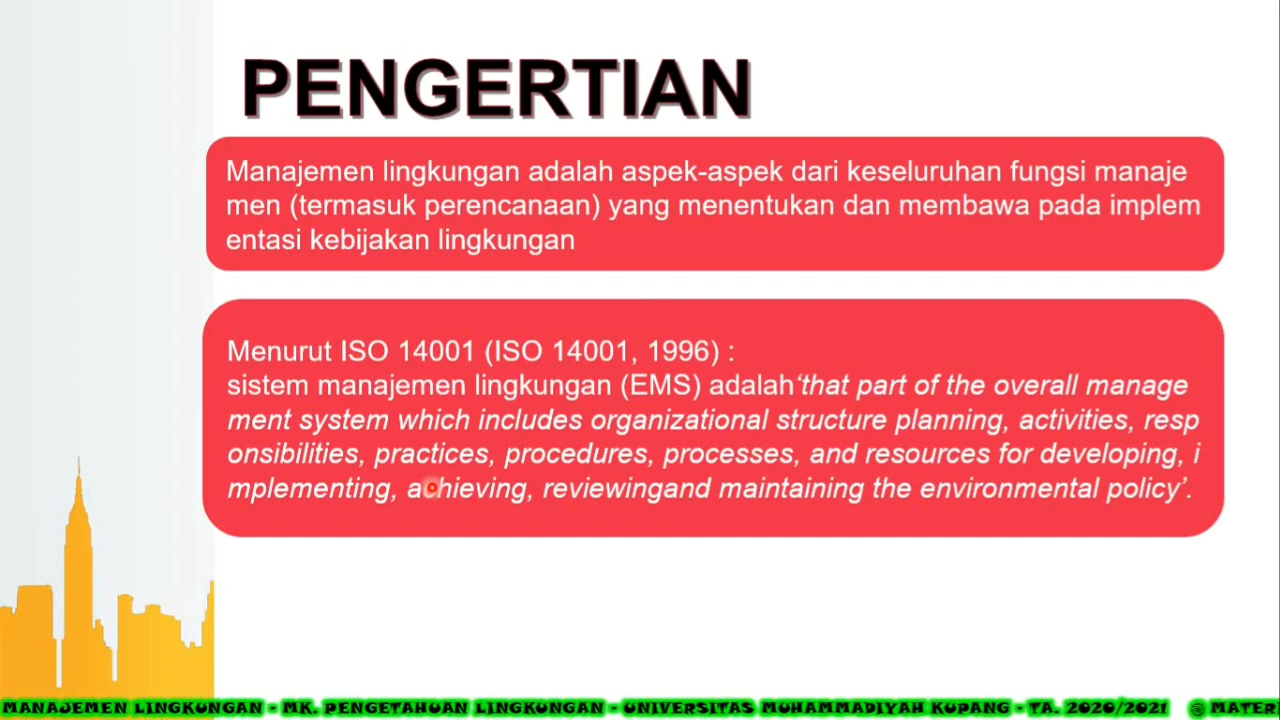 PENGERTIAN
Manajemen lingkungan adalah aspek-aspek dari keseluruhan fungsi manaje
men (termasuk perencanaan) yang menentukan dan membawa pada implem
entasi kebijakan lingkungan
Menurut ISO 14001 (ISO 14001, 1996) :
sistem manajemen lingkungan (EMS) adalah‘that part of the overall manage
ment system which includes organizational structure planning, activities, resp
onsibilities, practices, procedures, processes, and resources for developing, i
mplementing, achieving, reviewingand maintaining the environmental policy’.
MANAJEMEN LINGKUNGAN - MK. PENGETAHUAN LINGKUNGAN - UNIVERSITAS MUHAMMADIYAH KUPANG - TA. 2020/2021 @ MATER